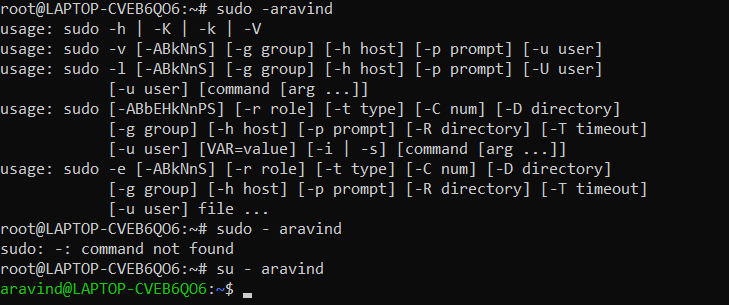 root@LAPTOP-CVEB6QO6:~# sudo -aravind
usage: sudo -h | -K | -k | -V
usage: sudo -v [-ABkNnS] [-g group] [-h host] [-p prompt] [-u user]
usage: sudo -l [-ABkNnS] [-g group] [-h host] [-p prompt] [-U user]
            [-u user] [command [arg ...]]
usage: sudo [-ABbEHkNnPS] [-r role] [-t type] [-C num] [-D directory]
            [-g group] [-h host] [-p prompt] [-R directory] [-T timeout]
            [-u user] [VAR=value] [-i | -s] [command [arg ...]]
usage: sudo -e [-ABkNnS] [-r role] [-t type] [-C num] [-D directory]
            [-g group] [-h host] [-p prompt] [-R directory] [-T timeout]
            [-u user] file ...
root@LAPTOP-CVEB6QO6:~# sudo - aravind
sudo: -: command not found
root@LAPTOP-CVEB6QO6:~# su - aravind
aravind@LAPTOP-CVEB6QO6:~$